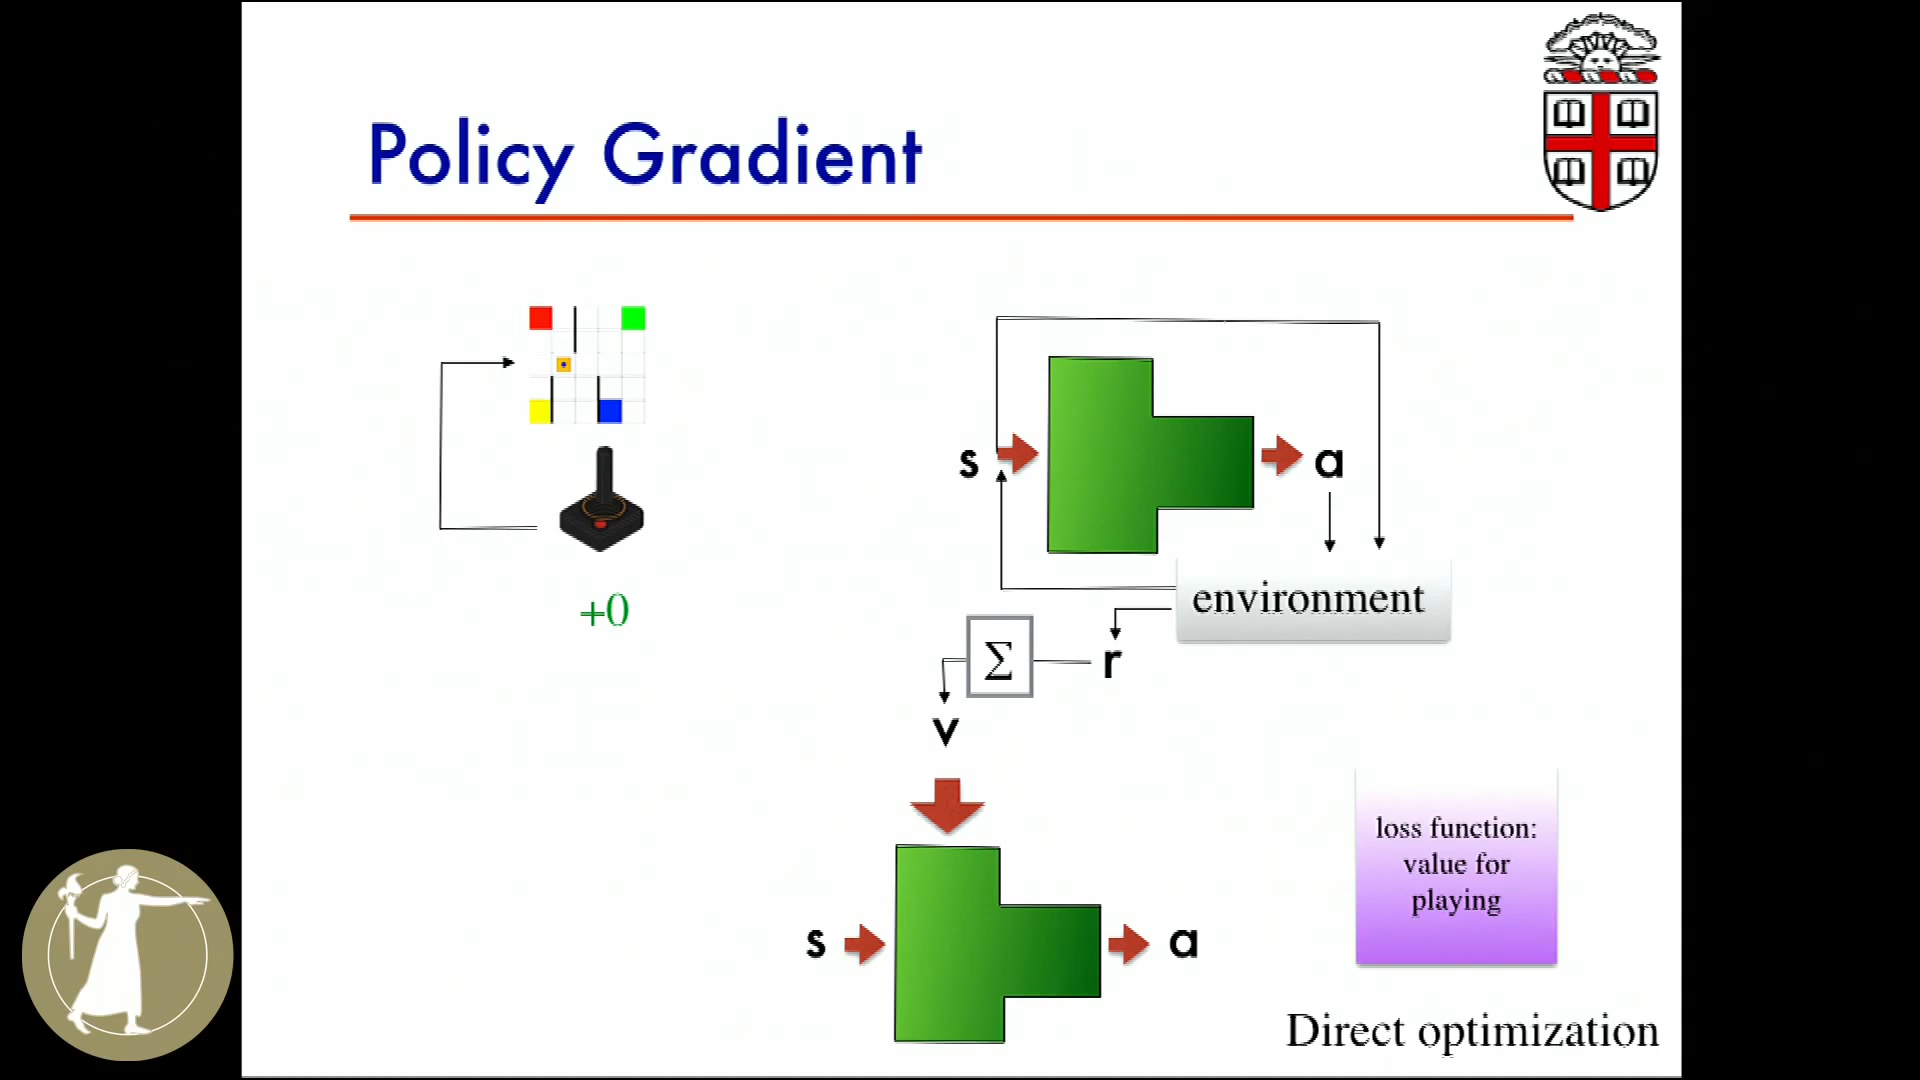 Policy Gradient
s
a
environment
+0
Σ
r
v
loss function:
value for
playing
s
a
Direct optimization